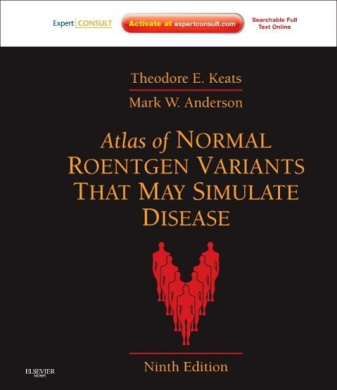 Expert CONSULT
Activate at expertconsult.com
Searchable Full
Text Online
Theodore E. Keats
Mark W. Anderson
Atlas of NORMAL
ROENTGEN VARIANTS
THAT MAY SIMULATE
DISEASE
ELSEVIER
Ninth Edition